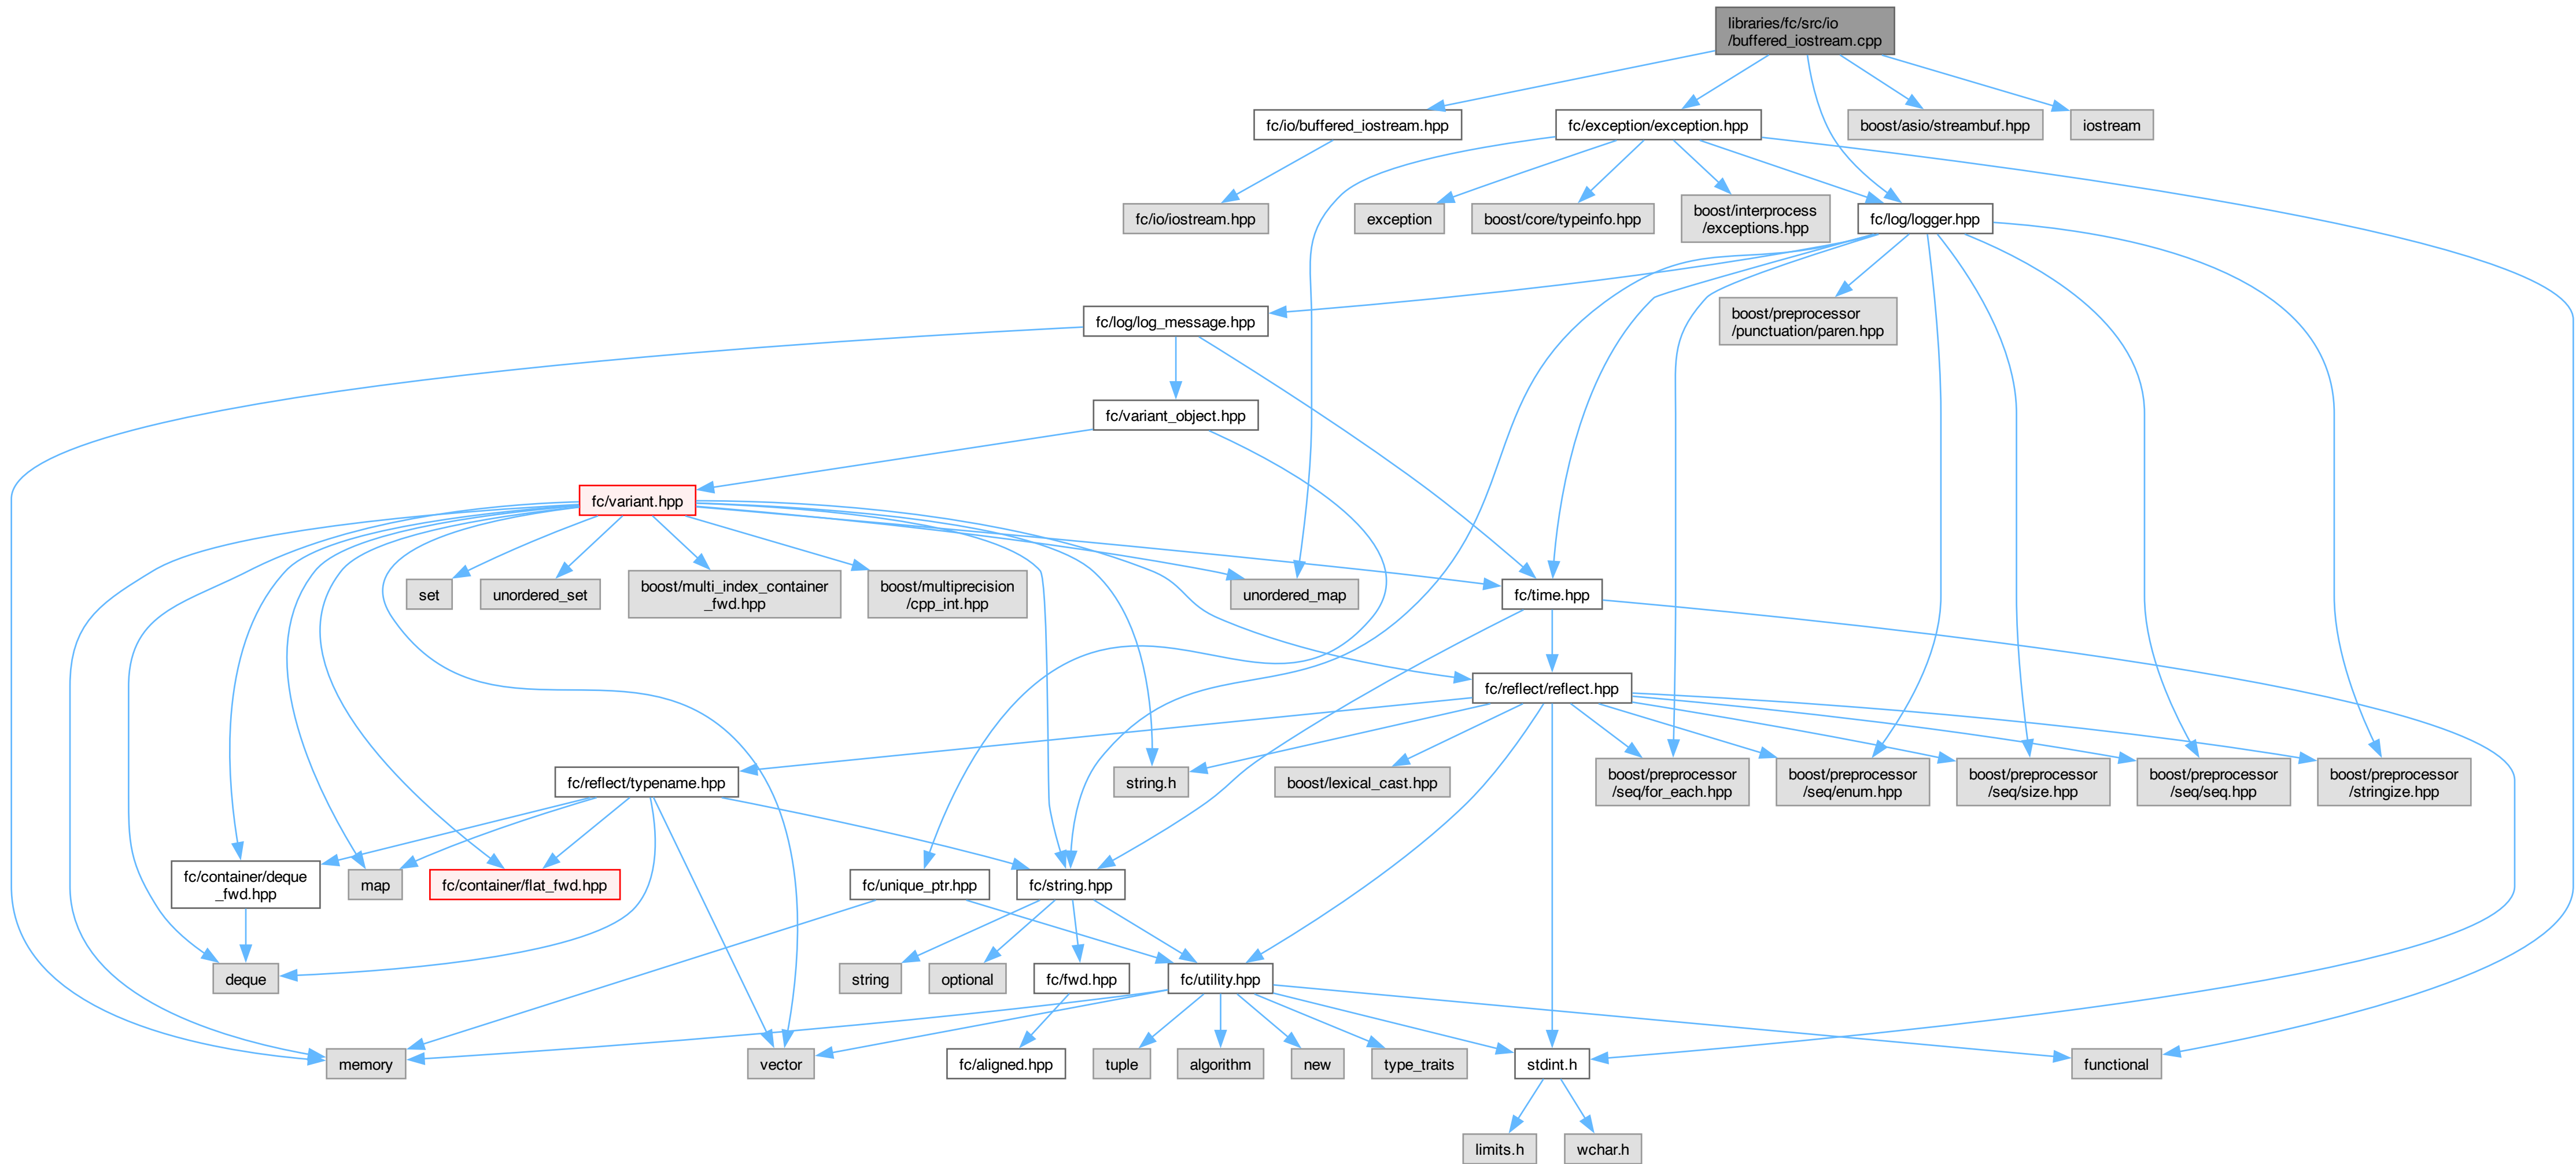 libraries/fc/src/io
/buffered_iostream.cpp
fc/io/buffered_iostream.hpp
fc/exception/exception.hpp
boost/asio/streambuf.hpp
iostream
fc/io/iostream.hpp
exception
boost/core/typeinfo.hpp
boost/interprocess
/exceptions.hpp
fc/log/logger.hpp
fc/log/log_message.hpp
boost/preprocessor
/punctuation/paren.hpp
fc/variant_object.hpp
fc/variant.hpp
set
unordered_set
boost/multi_index_container
_fwd.hpp
boost/multiprecision
/cpp_int.hpp
unordered_map
fc/time.hpp
fc/reflect/reflect.hpp
fc/reflect/typename.hpp
string.h
boost/lexical_cast.hpp
boost/preprocessor
/seq/for_each.hpp
boost/preprocessor
/seq/enum.hpp
boost/preprocessor
/seq/size.hpp
boost/preprocessor
/seq/seq.hpp
boost/preprocessor
/stringize.hpp
fc/container/deque
_fwd.hpp
map
fc/container/flat_fwd.hpp
fc/unique_ptr.hpp
fc/string.hpp
deque
string
optional
fc/fwd.hpp
fc/utility.hpp
memory
vector
fc/aligned.hpp
tuple
algorithm
new
type_traits
stdint.h
functional
limits.h
wchar.h